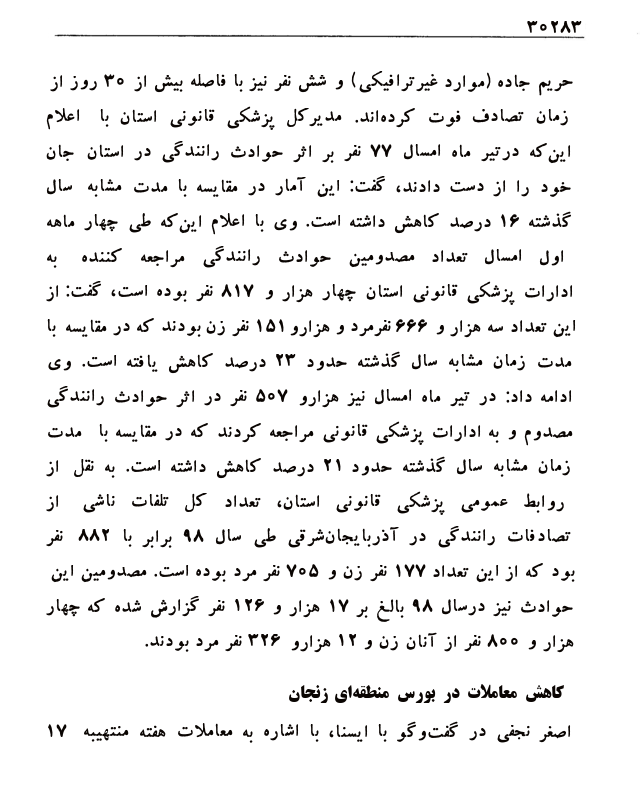 ۳۰۲۸۳
حریم جاده (موارد غیرترافیکی) و شش نفر نیز با فاصله بیش از ۳۰ روز از
زمان تصادف فوت کرده‌اند. مدیرکل پزشکی قانونی استان با اعلام
این‌که درتیر ماه امسال ۷۷ نفر بر اثر حوادث رانندگی در استان جان
خود را از دست دادند، گفت: این آمار در مقایسه با مدت مشابه سال
گذشته ۱۶ درصد کاهش داشته است. وی با اعلام این‌که طی چهار ماهه
اول امسال تعداد مصدومین حوادث رانندگی مراجعه کننده به
ادارات پزشکی قانونی استان چهار هزار و ۸۱۷ نفر بوده است، گفت: از
این تعداد سه هزار و ۶۶۶نفرمرد و هزارو ۱۵۱ نفر زن بودند که در مقایسه با
مدت زمان مشابه سال گذشته حدود ۲۳ درصد کاهش یافته است. وی
ادامه داد: در تیر ماه امسال نیز هزارو ۵۰۷ نفر در اثر حوادث رانندگی
مصدوم و به ادارات پزشکی قانونی مراجعه کردند که در مقایسه با مدت
زمان مشابه سال گذشته حدود ۲۱ درصد کاهش داشته است. به نقل از
روابط عمومی پزشکی قانونی استان، تعداد کل تلفات ناشی از
تصادفات رانندگی در آذربایجان‌شرقی طی سال ۹۸ برابر با ۸۸۲ نفر
بود که از این تعداد ۱۷۷ نفر زن و ۷۰۵ نفر مرد بوده است. مصدومین این
حوادث نیز درسال ۹۸ بالغ بر ۱۷ هزار و ۱۲۶ نفر گزارش شده که چهار
هزار و ۸۰۰ نفر از آنان زن و ۱۲ هزارو ۳۲۶ نفر مرد بودند.
کاهش معاملات در بورس منطقه‌ای زنجان
اصغر نجفی در گفت‌وگو با ایسنا، با اشاره به معاملات هفته منتهی‌به ۱۷